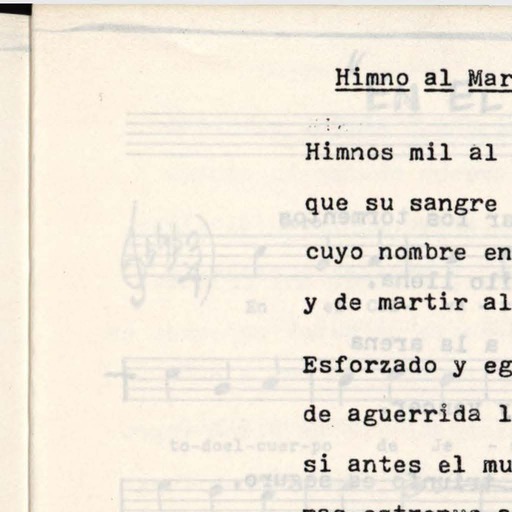 Himno al Mar
Himnos mil al
que su sangre
cuyo nombre en
y de martir al
Esforzado y eg
de aguerrida l
si antes el mu